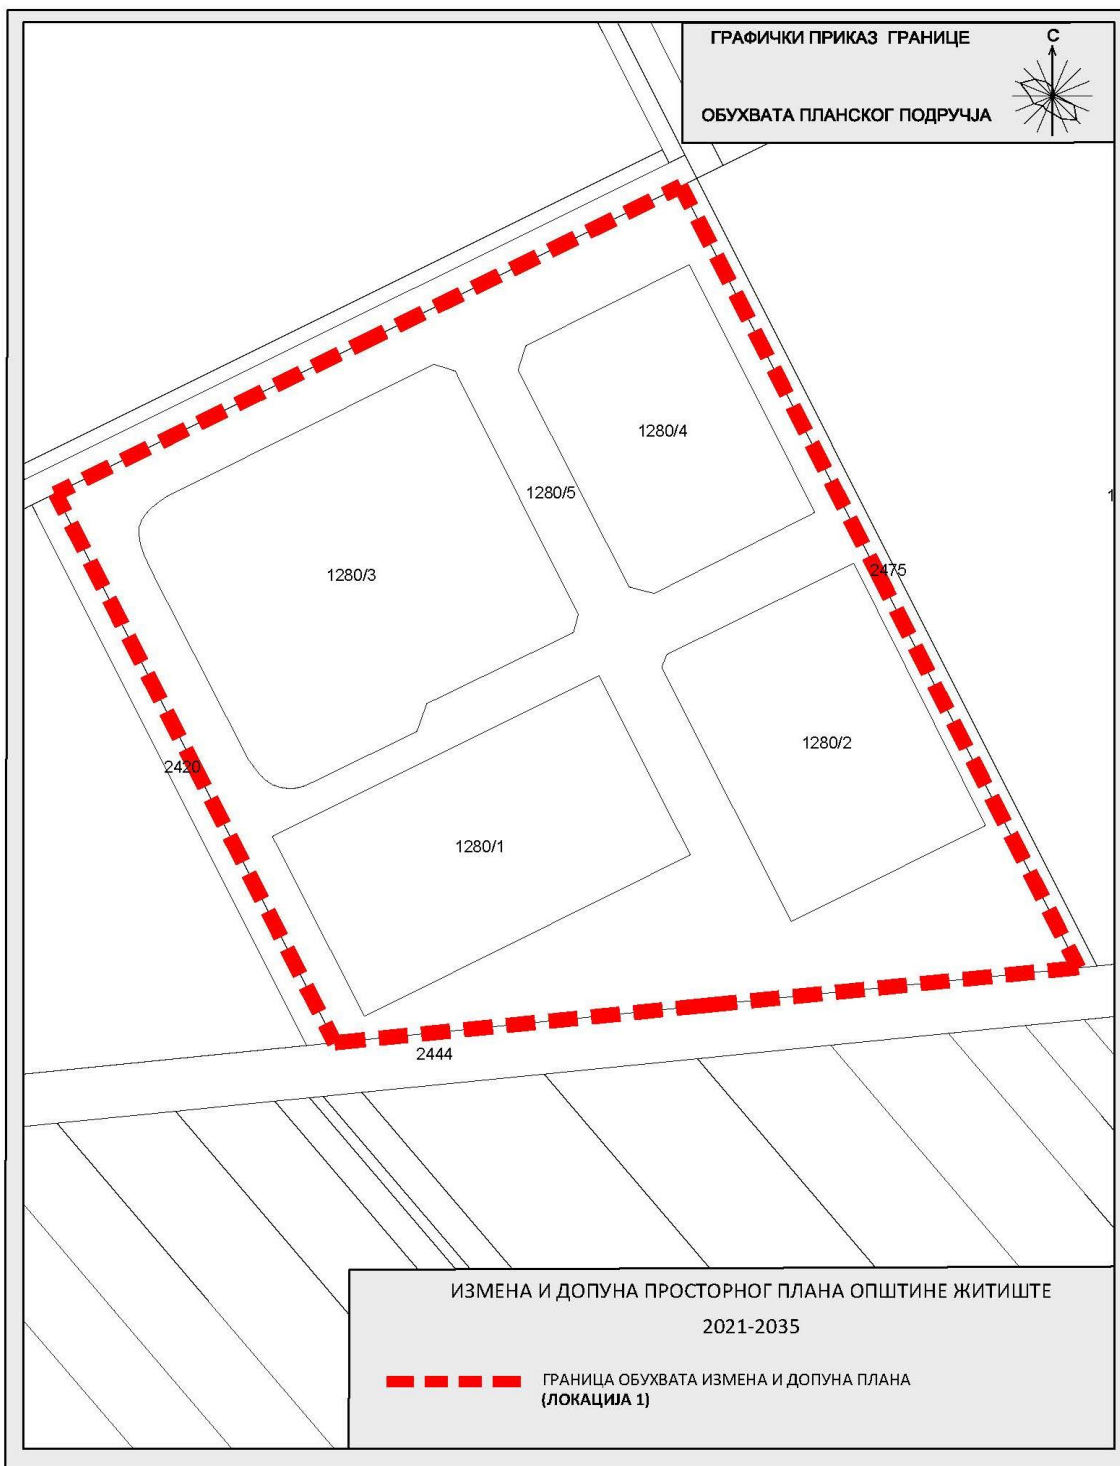 ГРАФИЧКИ ПРИКАЗ ГРАНИЦЕ
С
ОБУХВАТА ПЛАНСКОГ ПОДРУЧЈА
1280/4
1280/5
1
1280/3
2475
1280/2
2420
1280/1
2444
ИЗМЕНА И ДОПУНА ПРОСТОРНОГ ПЛАНА ОПШТИНЕ ЖИТИШТЕ
2021-2035
ГРАНИЦА ОБУХВАТА ИЗМЕНА И ДОПУНА ПЛАНА
(ЛОКАЦИЈА 1)